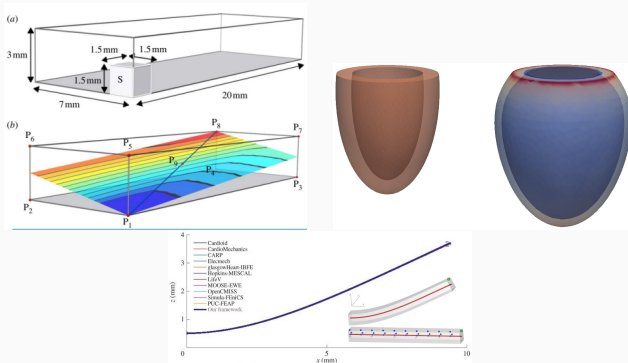 (a)
3 mm
1.5 mm
1.5 mm
1.5 mm
S
7 mm
20 mm
(b)
P6
P5
P8
P7
P9
P4
P2
P3
P1
4
3
2
1
0
z (mm)
Cardioid
CardioMechanics
CARP
Elecmech
glasgowHeart-IBFE
Hopkins-MESCAL
LifeV
MOOSE-EWE
OpenCMISS
Simula-FEniCS
PUC-FEAP
Our framework
0
5
10
x (mm)